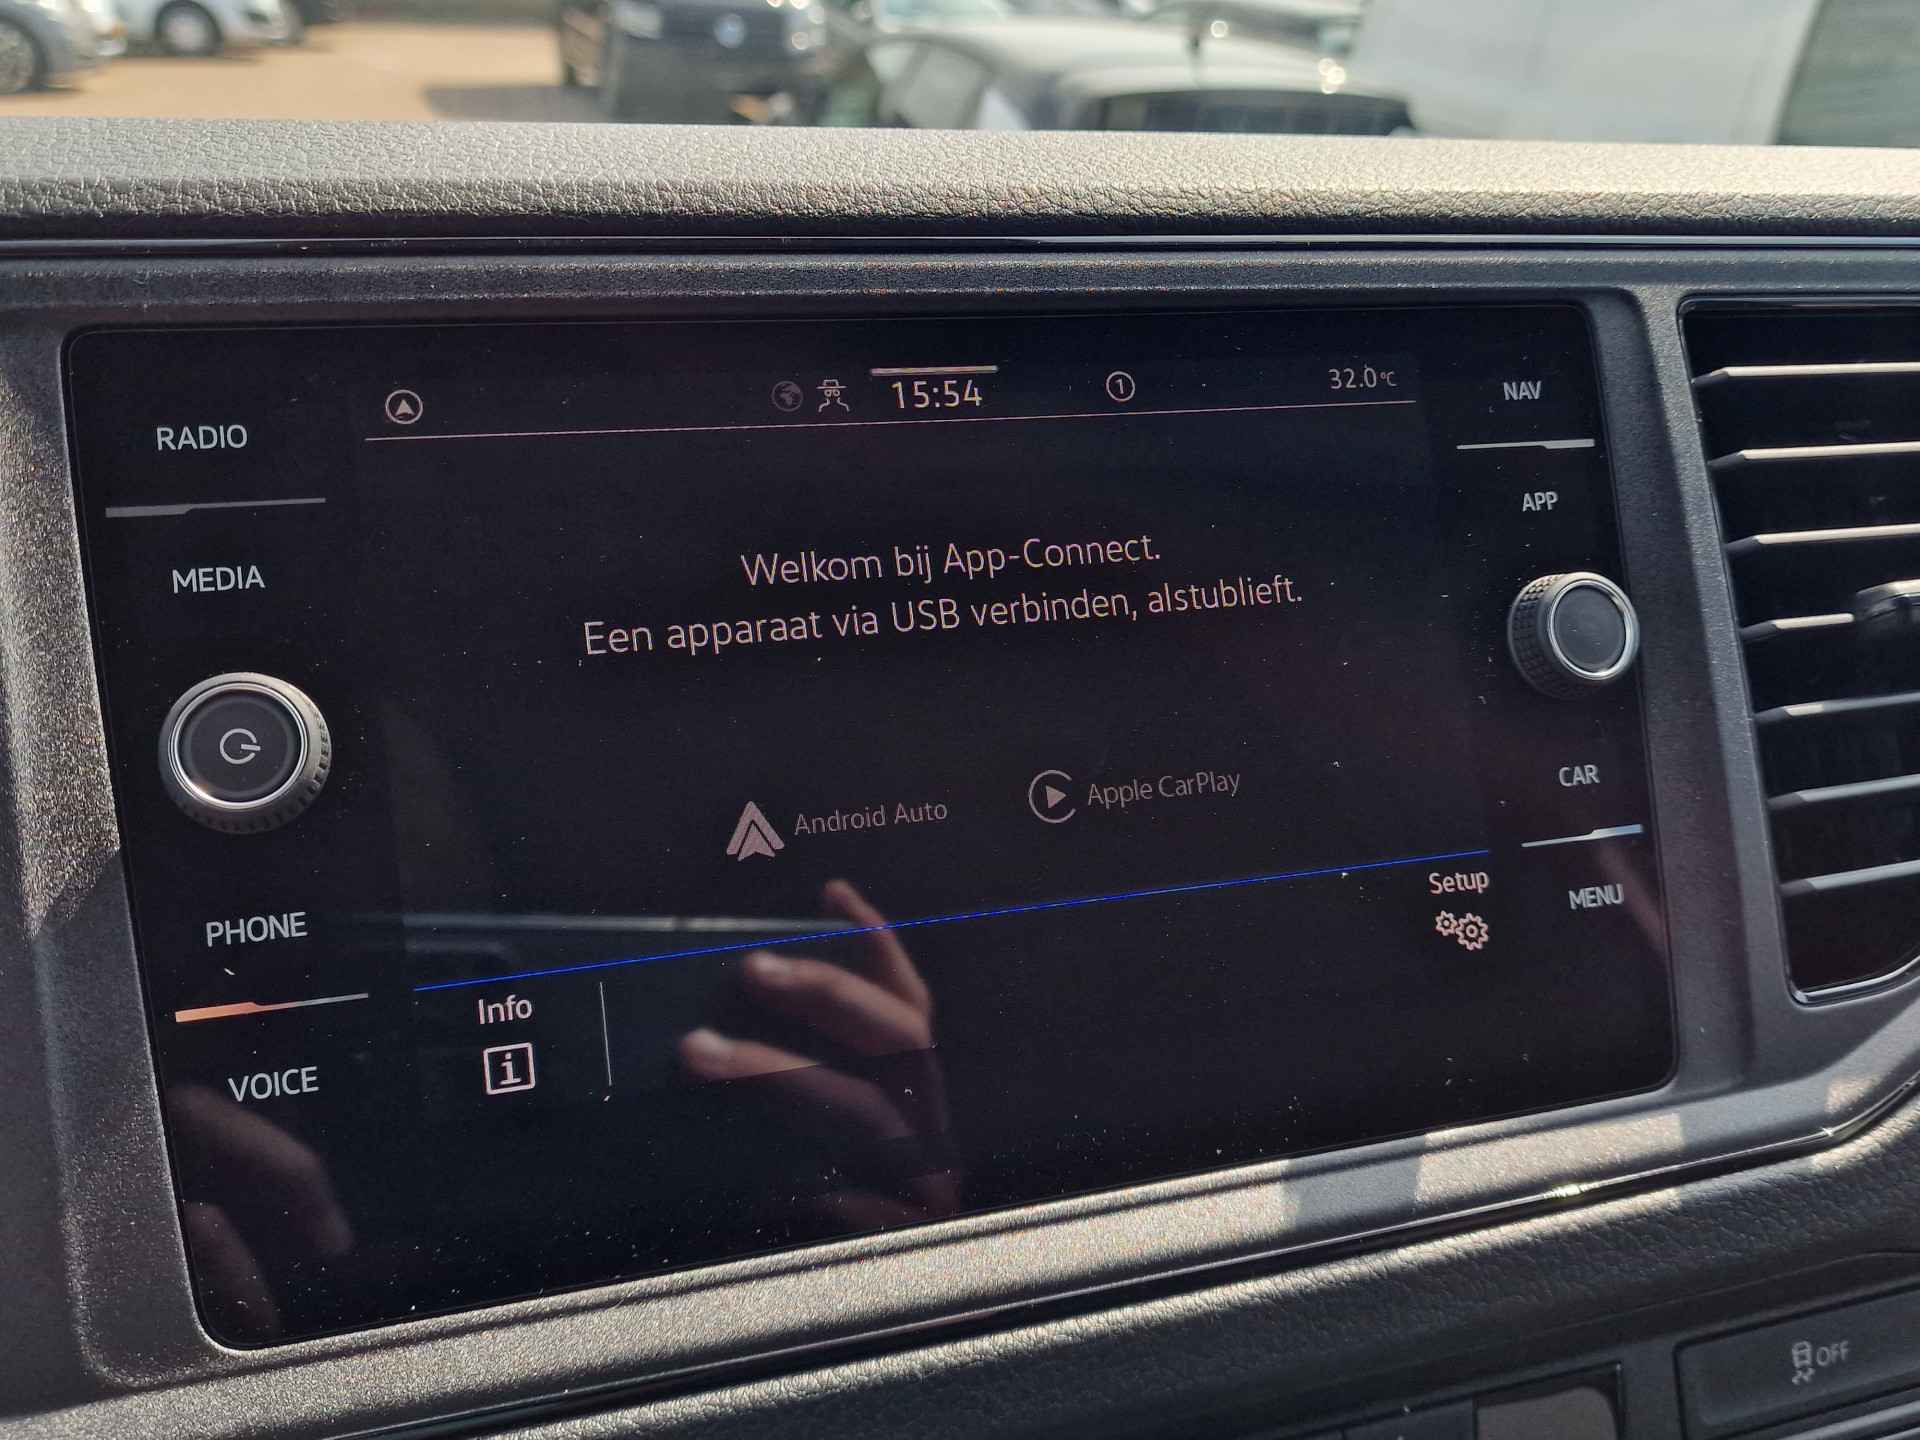 RADIO
MEDIA
PHONE
VOICE
15:54
1
32.0°C
Welkom bij App-Connect.
Een apparaat via USB verbinden, alstublieft.
Android Auto
Apple CarPlay
Info
i
Setup
NAV
APP
CAR
MENU
OFF